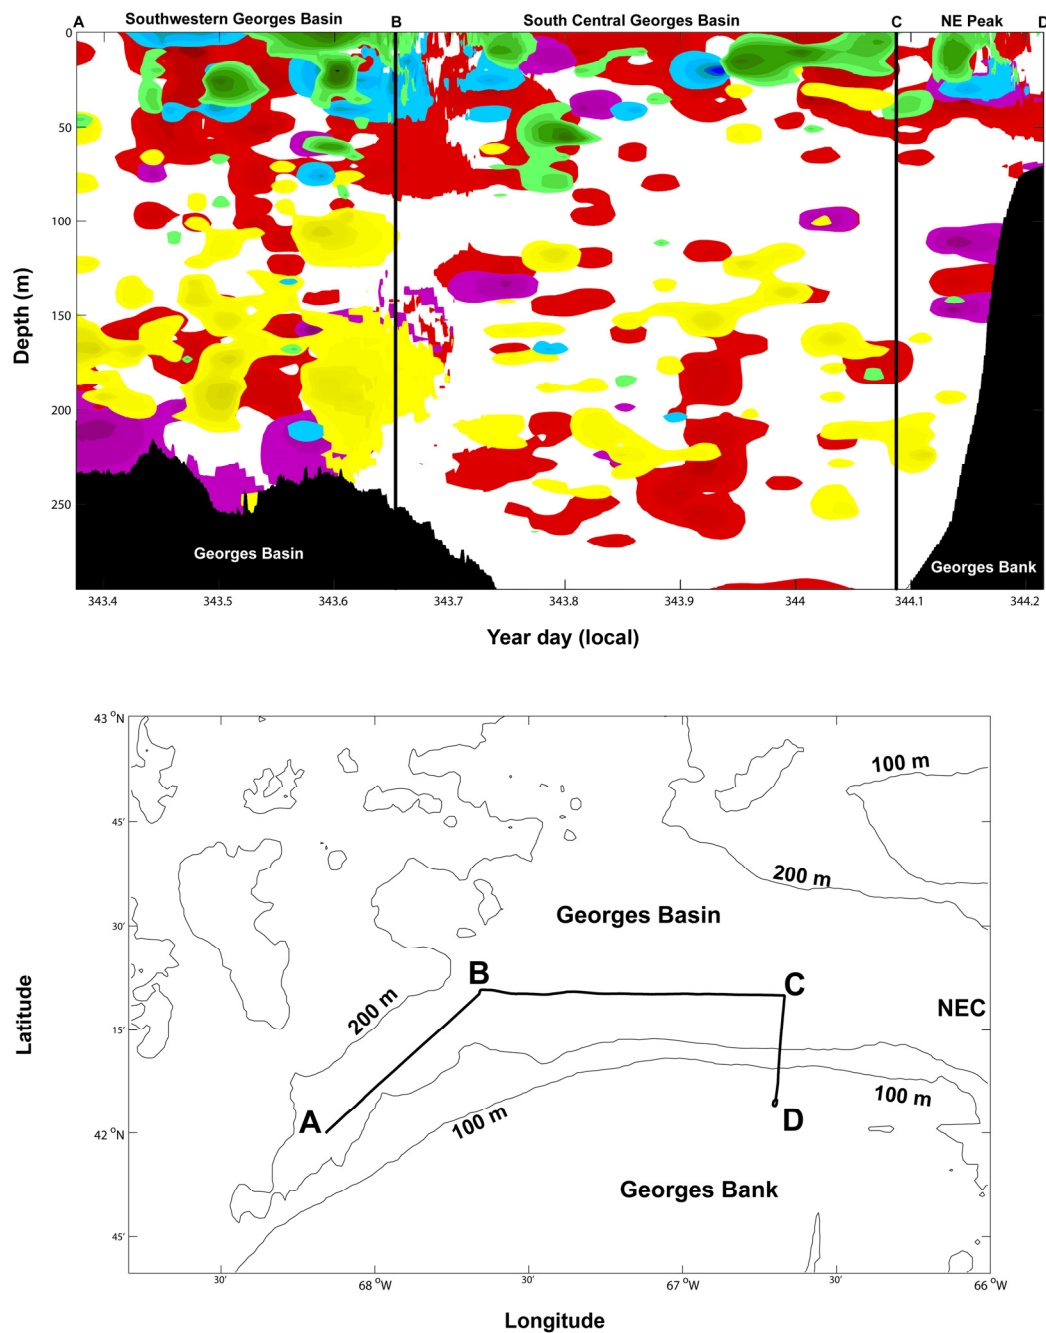 A Southwestern Georges Basin B South Central Georges Basin C NE Peak D
0
50
100
150
200
250
Depth (m)
Georges Basin
Georges Bank
343.4 343.5 343.6 343.7 343.8 343.9 344 344.1 344.2
Year day (local)
43 °N
45'
30'
15'
42 °N
45'
Latitude
100 m
200 m
Georges Basin
B
C
NEC
200 m
A
100 m
100 m
D
Georges Bank
30' 68 °W 30' 67 °W 30' 66 °W
Longitude